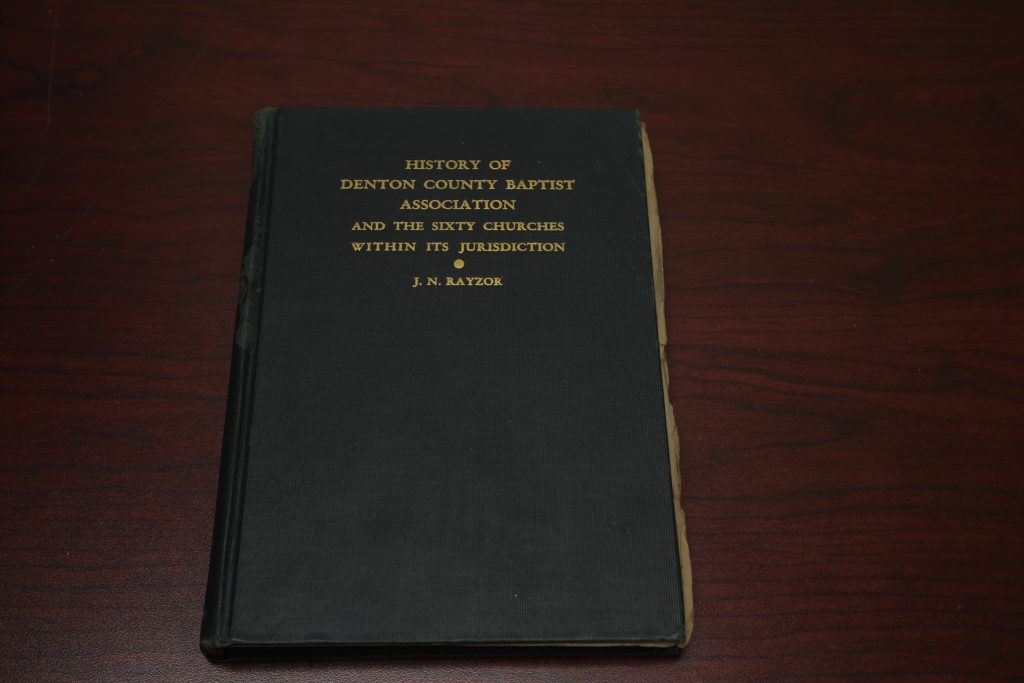 HISTORY OF
DENTON COUNTY BAPTIST
ASSOCIATION
AND THE SIXTY CHURCHES
WITHIN ITS JURISDICTION
J. N. RAYZOR